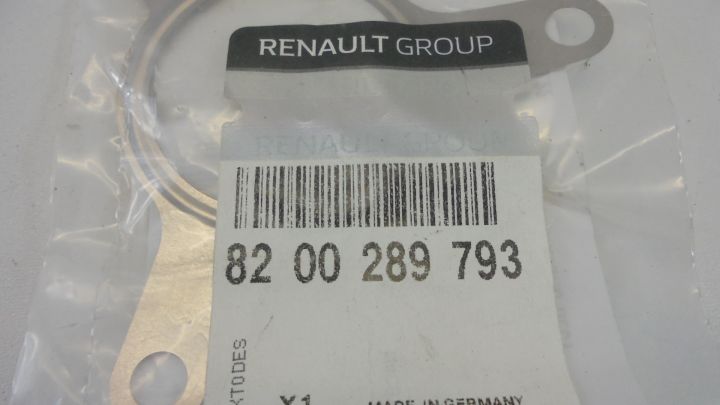 RENAULT GROUP
RENAULT GROUP
82 00 289 793
X1 MADE IN GERMANY